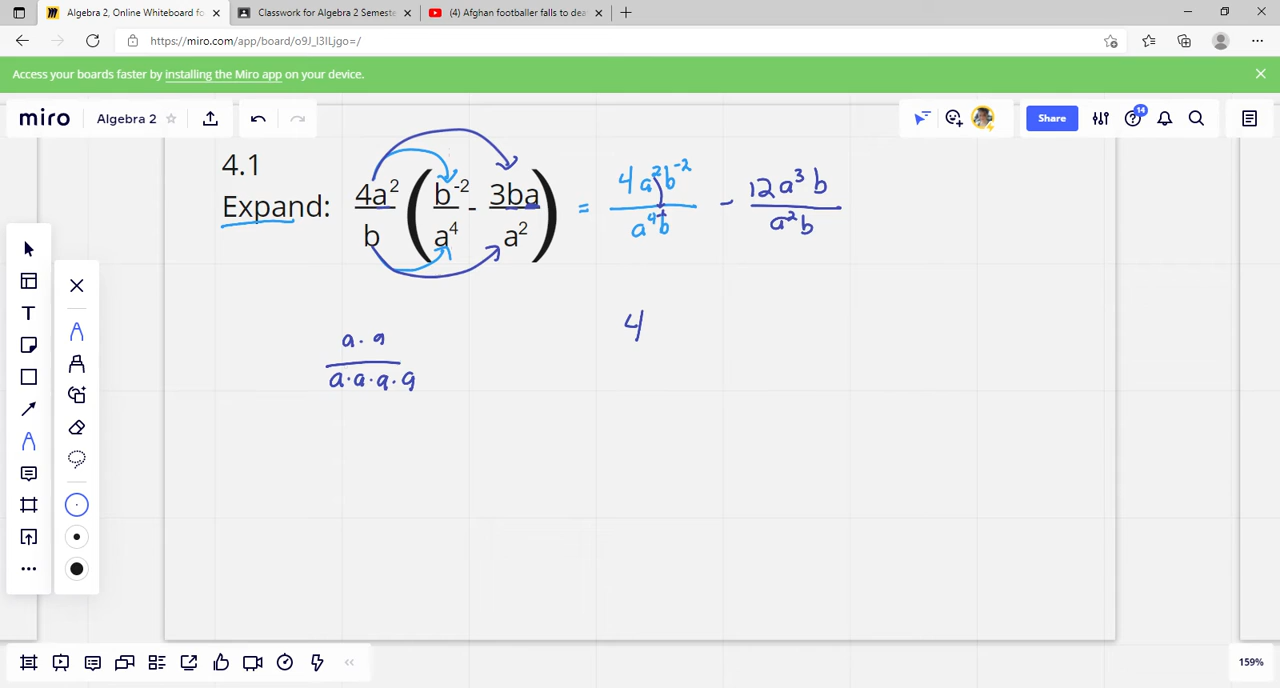 Algebra 2, Online Whiteboard fo
Classwork for Algebra 2 Semeste
(4) Afghan footballer falls to dea
https://miro.com/app/board/o9J_l3lLjgo=/
Access your boards faster by installing the Miro app on your device.
miro
Algebra 2
Share
14
4.1
Expand: 4a²/b (b⁻²/a⁴ - 3ba/a²) = 4a²b⁻²/a⁴b - 12a³b/a²b
4
a·a
a·a·a·a
T
159%